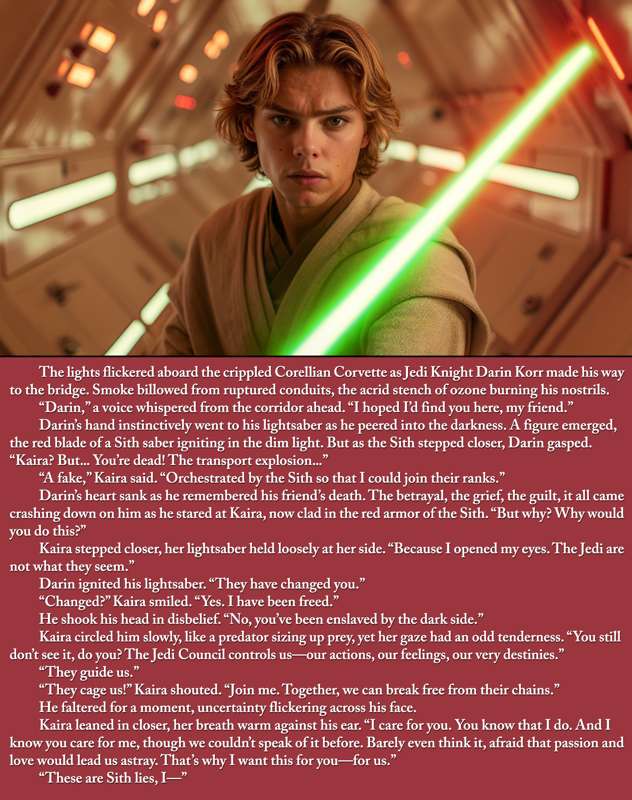 The lights flickered aboard the crippled Corellian Corvette as Jedi Knight Darin Korr made his way
to the bridge. Smoke billowed from ruptured conduits, the acrid stench of ozone burning his nostrils.
“Darin,” a voice whispered from the corridor ahead. “I hoped I’d find you here, my friend.”
Darin’s hand instinctively went to his lightsaber as he peered into the darkness. A figure emerged,
the red blade of a Sith saber igniting in the dim light. But as the Sith stepped closer, Darin gasped.
“Kaira? But... You’re dead! The transport explosion...”
“A fake,” Kaira said. “Orchestrated by the Sith so that I could join their ranks.”
Darin’s heart sank as he remembered his friend’s death. The betrayal, the grief, the guilt, it all came
crashing down on him as he stared at Kaira, now clad in the red armor of the Sith. “But why? Why would
you do this?”
Kaira stepped closer, her lightsaber held loosely at her side. “Because I opened my eyes. The Jedi are
not what they seem.”
Darin ignited his lightsaber. “They have changed you.”
“Changed?” Kaira smiled. “Yes. I have been freed.”
He shook his head in disbelief. “No, you’ve been enslaved by the dark side.”
Kaira circled him slowly, like a predator sizing up prey, yet her gaze had an odd tenderness. “You still
don’t see it, do you? The Jedi Council controls us—our actions, our feelings, our very destinies.”
“They guide us.”
“They cage us!” Kaira shouted. “Join me. Together, we can break free from their chains.”
He faltered for a moment, uncertainty flickering across his face.
Kaira leaned in closer, her breath warm against his ear. “I care for you. You know that I do. And I
know you care for me, though we couldn’t speak of it before. Barely even think it, afraid that passion and
love would lead us astray. That’s why I want this for you—for us.”
“These are Sith lies, I—”